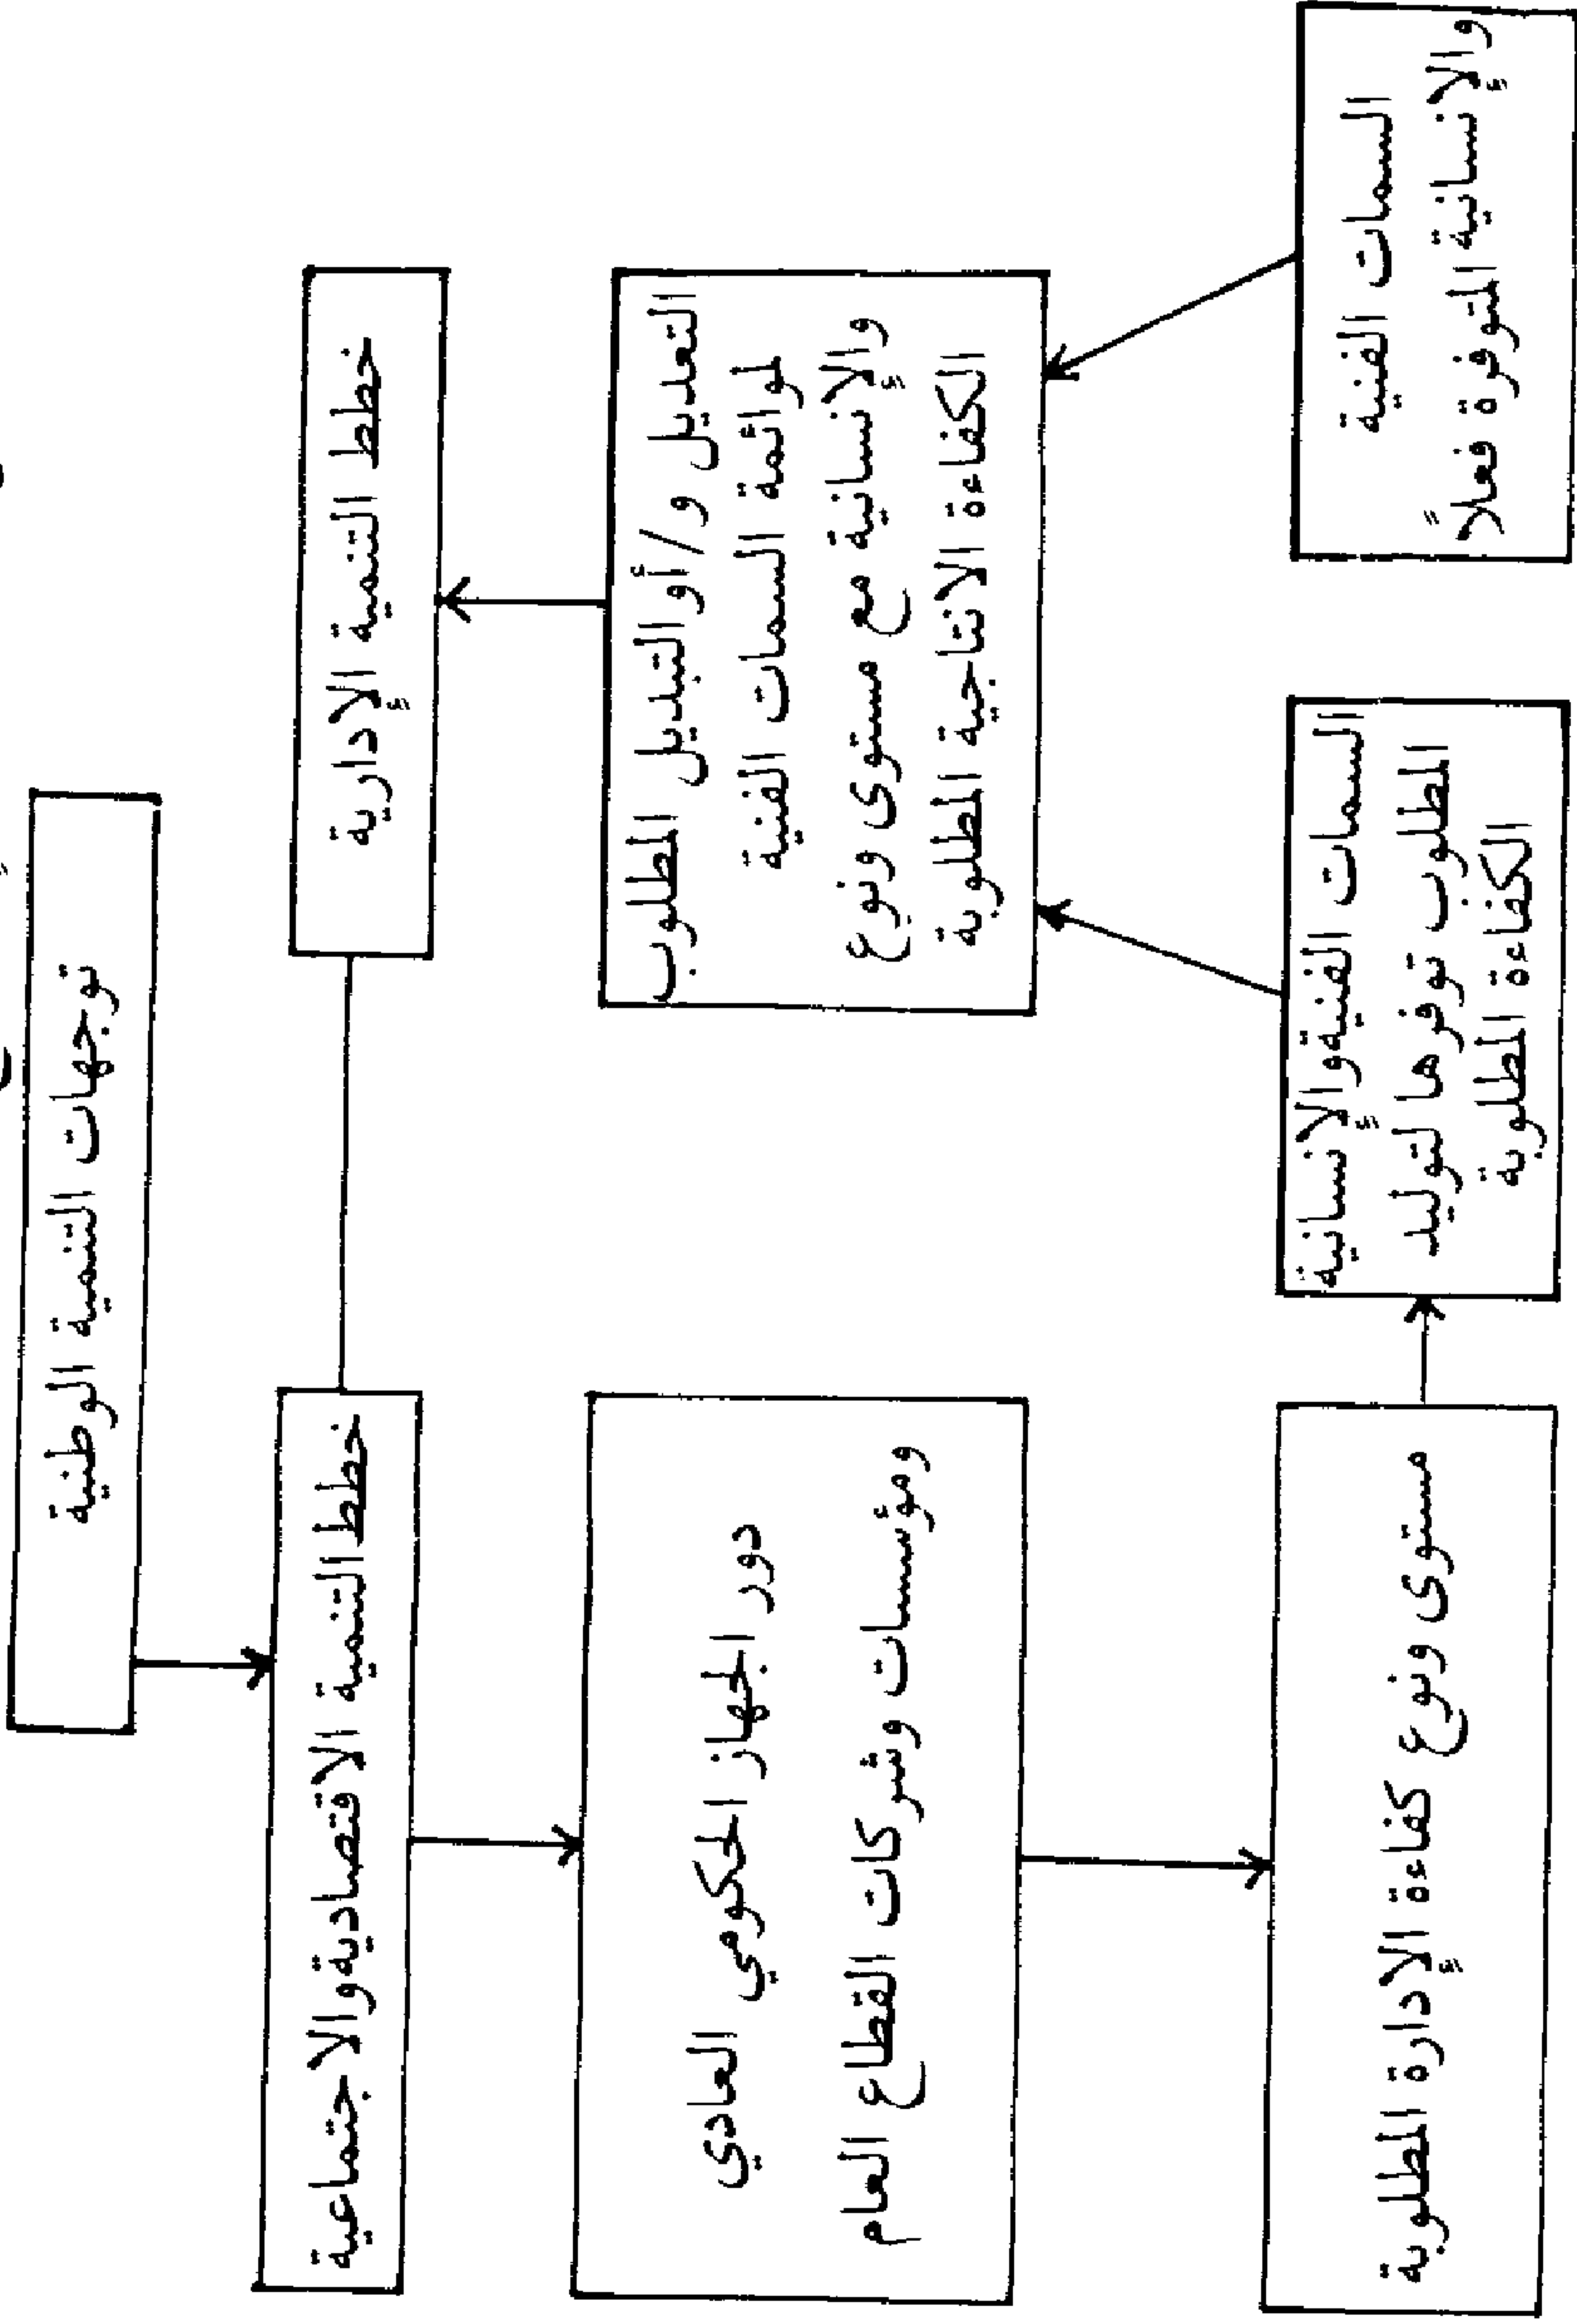 توجهات التنمية الوطنية
خطط التنمية الاقتصادية والاجتماعية
خطط التنمية الإدارية
دور الجهاز الحكومي العادي
ومؤسسات وشركات القطاع العام
التعديل و/أو التبديل المطلوب
لموائمة السمات الفنية
والإنسانية مع مستوى ونوع
الكفاءة الانتاجية المطلوبة
مستوى ونوع كفاءة الإدارة المطلوبة
السمات الفنية والإنسانية
المطلوب توفرها لتوليد
الكفاءة المطلوبة
السمات الفنية
والإنسانية المتوفرة فعلاً